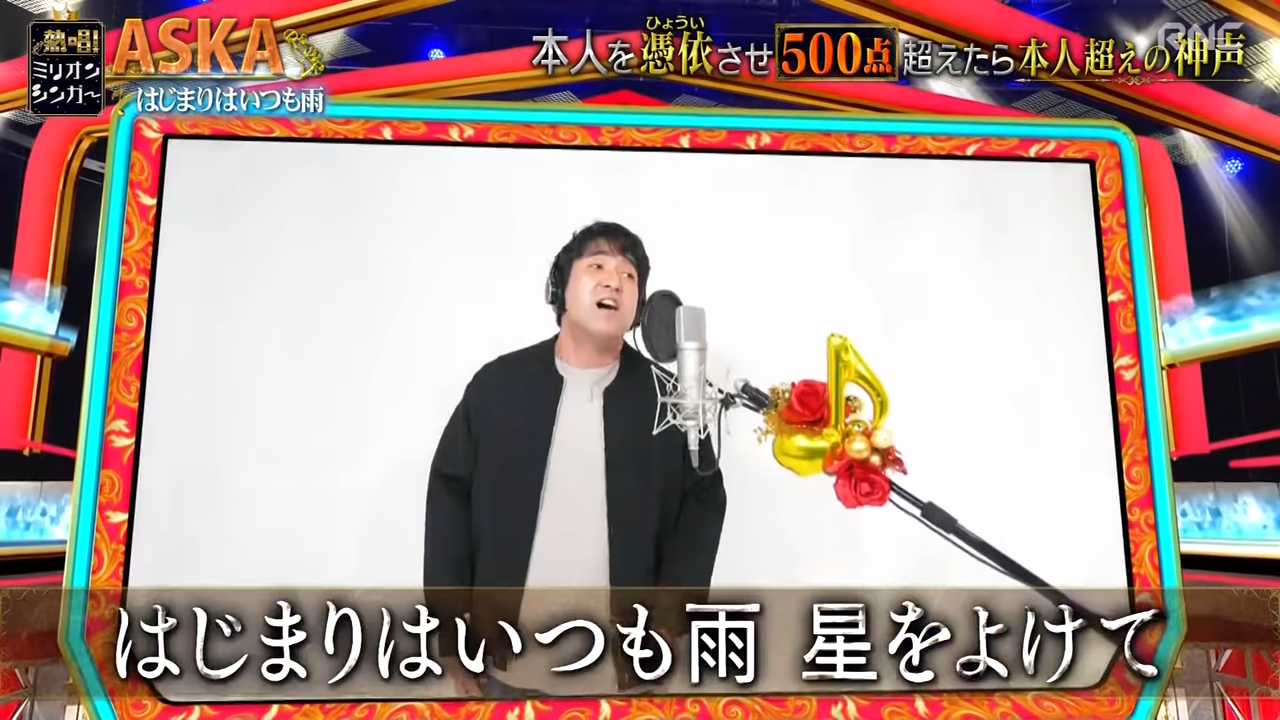 熱唱!
ミリオン
シンガー
ASKA
はじまりはいつも雨
ひょうい
本人を憑依させ500点超えたら本人超えの神声
RNC
はじまりはいつも雨 星をよけて